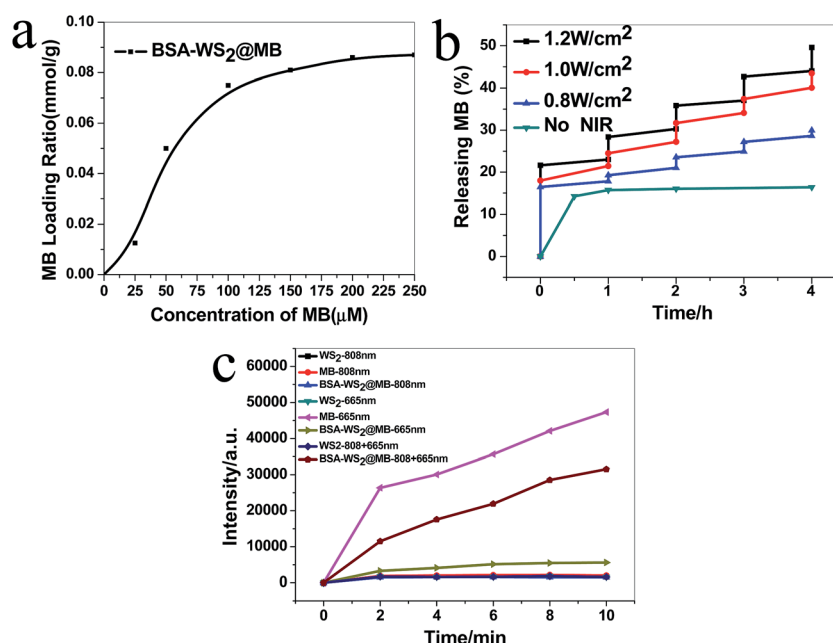 a
BSA-WS2@MB
MB Loading Ratio(mmol/g)
0.10
0.08
0.06
0.04
0.02
0.00
0 25 50 75 100 125 150 175 200 225 250
Concentration of MB(μM)
b
1.2W/cm2
1.0W/cm2
0.8W/cm2
No NIR
Releasing MB (%)
50
40
30
20
10
0
0 1 2 3 4
Time/h
c
WS2-808nm
MB-808nm
BSA-WS2@MB-808nm
WS2-665nm
MB-665nm
BSA-WS2@MB-665nm
WS2-808+665nm
BSA-WS2@MB-808+665nm
Intensity/a.u.
60000
50000
40000
30000
20000
10000
0
0 2 4 6 8 10
Time/min